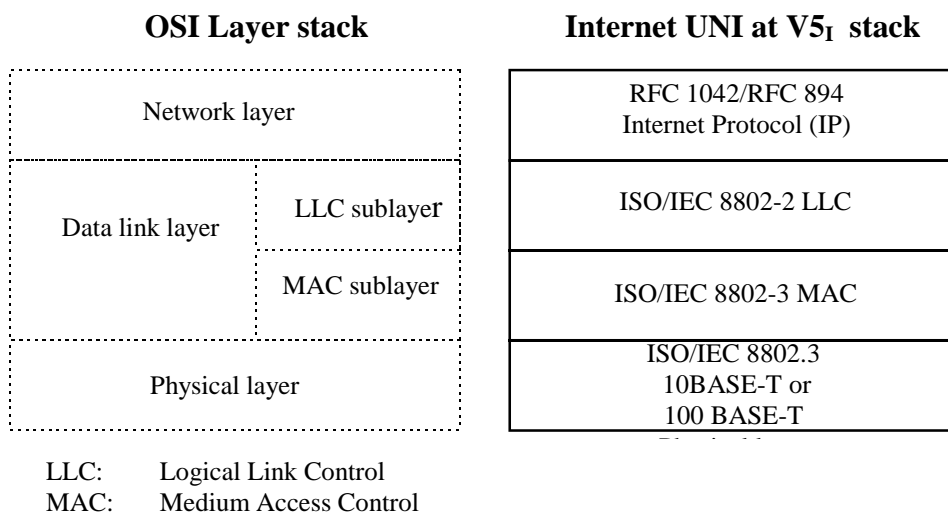 OSI Layer stack
Internet UNI at V5I stack
Network layer
RFC 1042/RFC 894
Internet Protocol (IP)
Data link layer
LLC sublayer
ISO/IEC 8802-2 LLC
MAC sublayer
ISO/IEC 8802-3 MAC
Physical layer
ISO/IEC 8802.3
10BASE-T or
100 BASE-T
LLC: Logical Link Control
MAC: Medium Access Control